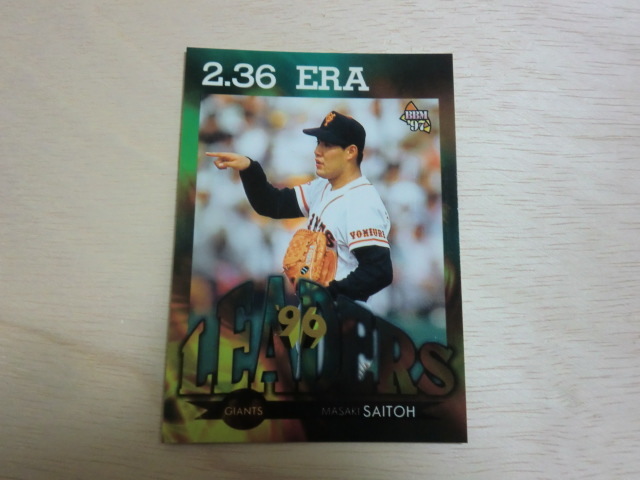 2.36 ERA
BBM
'97
YOMIURI
LEADERS
'96
GIANTS
MASAKI SAITOH